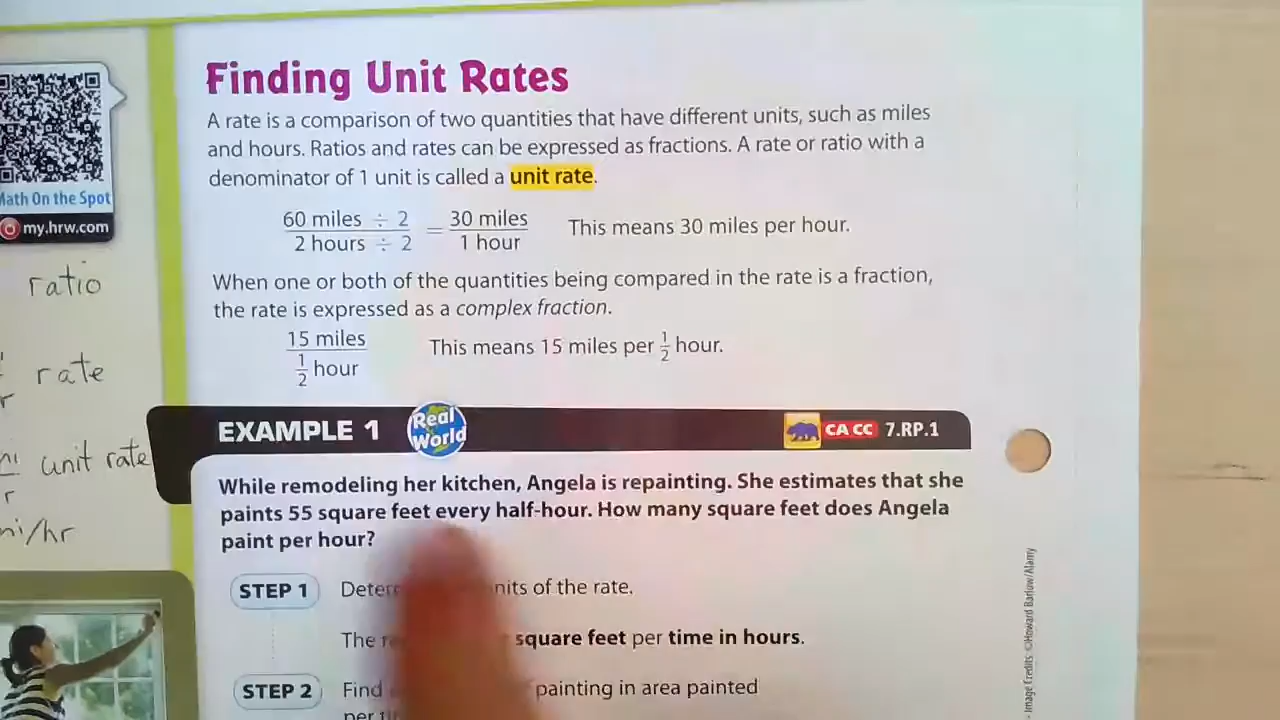 Finding Unit Rates
A rate is a comparison of two quantities that have different units, such as miles
and hours. Ratios and rates can be expressed as fractions. A rate or ratio with a
denominator of 1 unit is called a unit rate.
60 miles ÷ 2
2 hours ÷ 2
=
30 miles
1 hour
This means 30 miles per hour.
When one or both of the quantities being compared in the rate is a fraction,
the rate is expressed as a complex fraction.
15 miles
1/2 hour
This means 15 miles per 1/2 hour.
Math On the Spot
my.hrw.com
ratio
rate
r
unit rate
r
mi/hr
EXAMPLE 1
Real
World
CA CC 7.RP.1
While remodeling her kitchen, Angela is repainting. She estimates that she
paints 55 square feet every half-hour. How many square feet does Angela
paint per hour?
STEP 1
of the rate.
The
square feet per time in hours.
STEP 2
Find
painting in area painted
per
Image Credits: ©Howard Barlow/Alamy